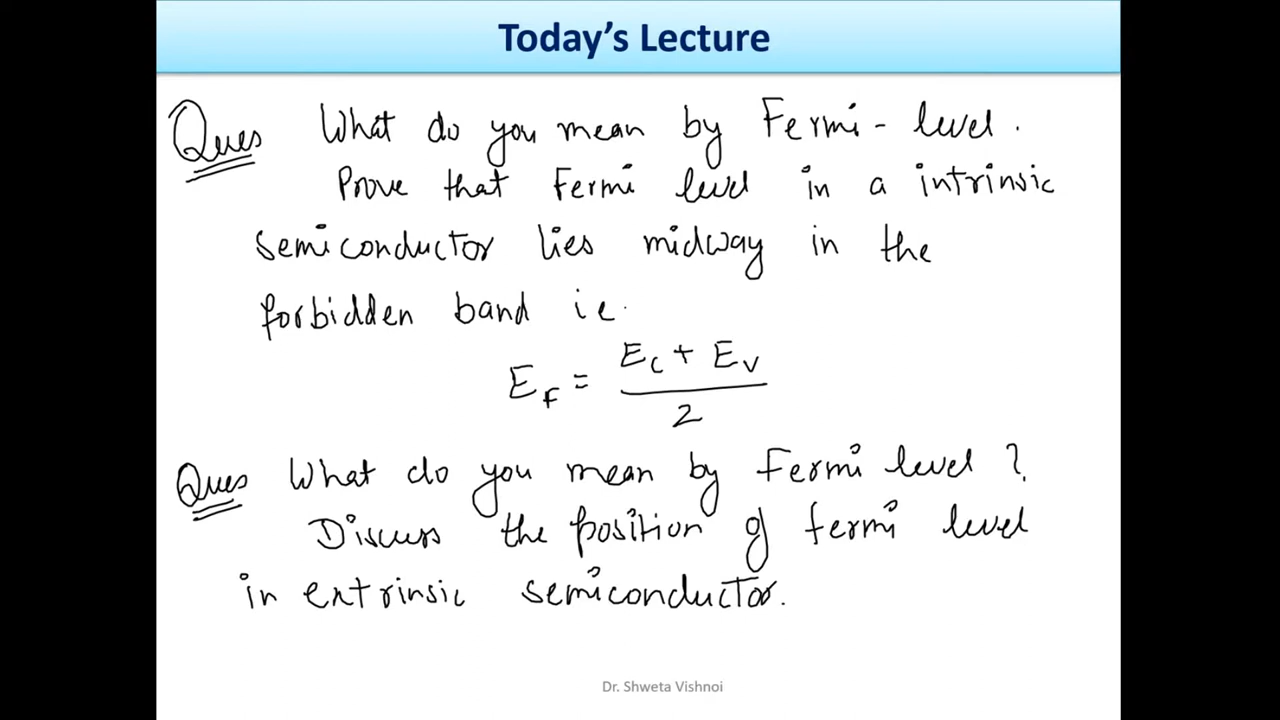 Today's Lecture
Ques What do you mean by Fermi - level .
Prove that Fermi level in a intrinsic
semiconductor lies midway in the
forbidden band i.e.
E_F = (E_C + E_V) / 2
Ques What do you mean by Fermi level ?
Discuss the position of fermi level
in extrinsic semiconductor.
Dr. Shweta Vishnoi